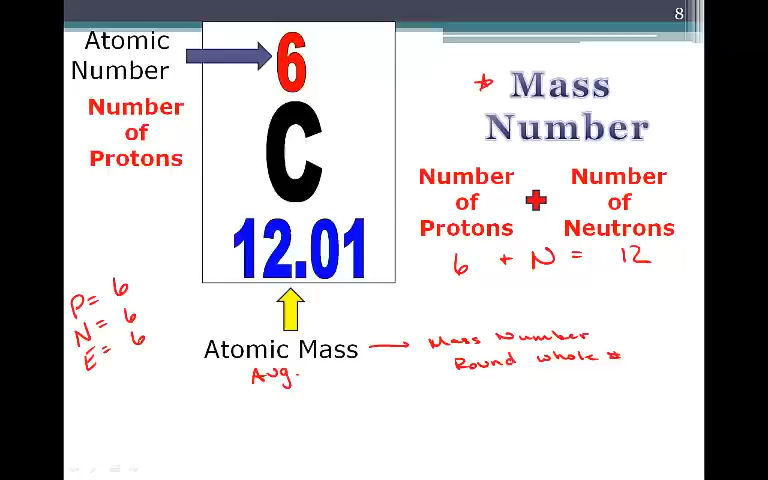 8
Atomic
Number
Number
of
Protons
6
C
12.01
* Mass
Number
Number of Protons + Number of Neutrons
6 + N = 12
P = 6
N = 6
E = 6
Atomic Mass → Mass Number
Avg.
Round whole #